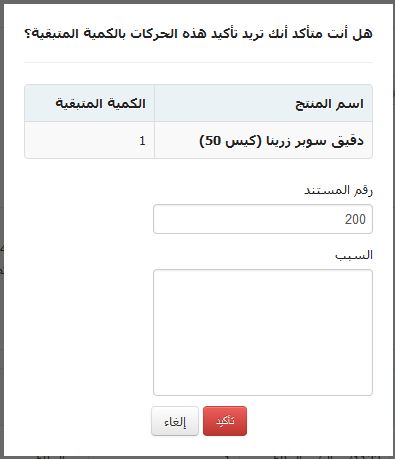 هل أنت متأكد أنك تريد تأكيد هذه الحركات بالكمية المتبقية؟
اسم المنتج الكمية المتبقية
دقيق سوبر زرينا (كيس 50) 1
رقم المستند
200
السبب
تأكيد إلغاء